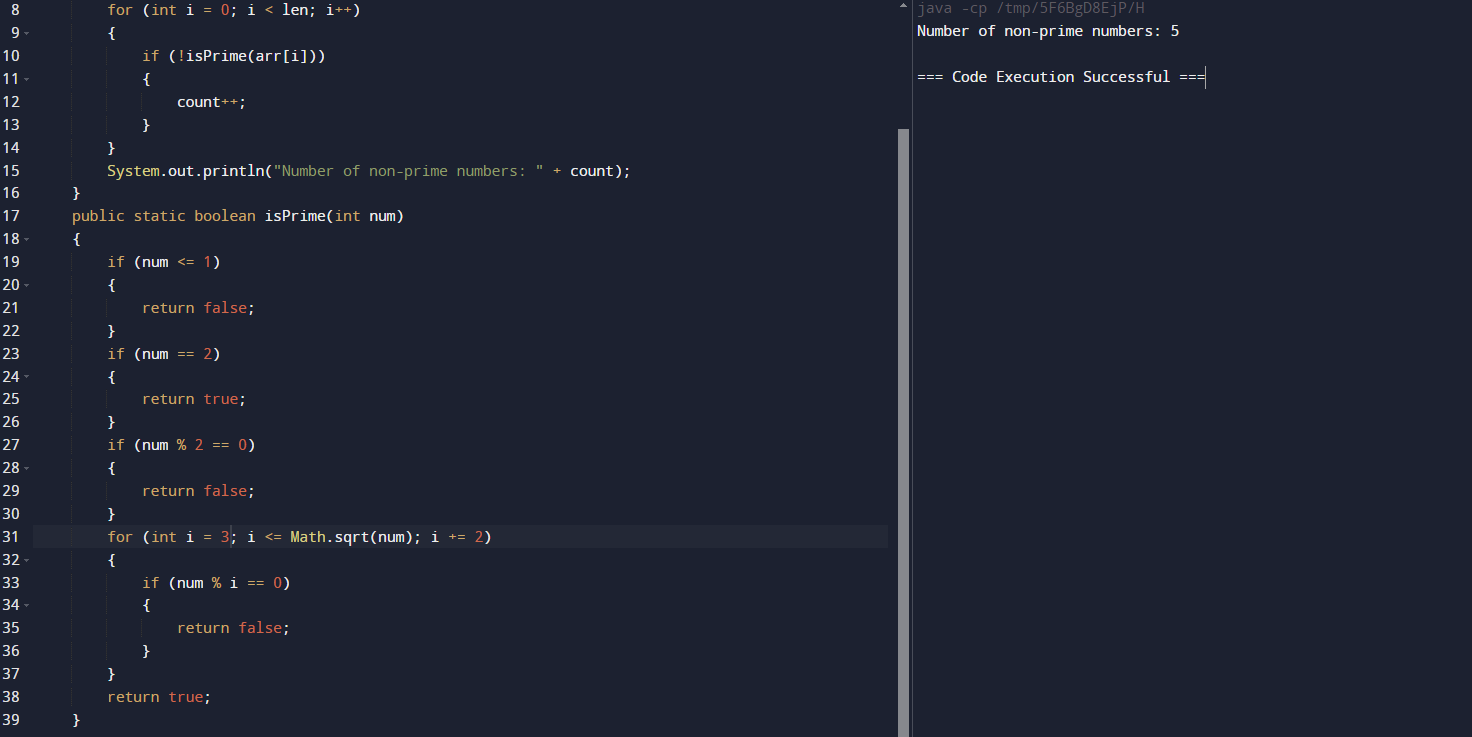 8 for (int i = 0; i < len; i++)
9 {
10 if (!isPrime(arr[i]))
11 {
12 count++;
13 }
14 }
15 System.out.println("Number of non-prime numbers: " + count);
16 }
17 public static boolean isPrime(int num)
18 {
19 if (num <= 1)
20 {
21 return false;
22 }
23 if (num == 2)
24 {
25 return true;
26 }
27 if (num % 2 == 0)
28 {
29 return false;
30 }
31 for (int i = 3; i <= Math.sqrt(num); i += 2)
32 {
33 if (num % i == 0)
34 {
35 return false;
36 }
37 }
38 return true;
39 }
java -cp /tmp/5F6BgD8EjP/H
Number of non-prime numbers: 5
=== Code Execution Successful ===